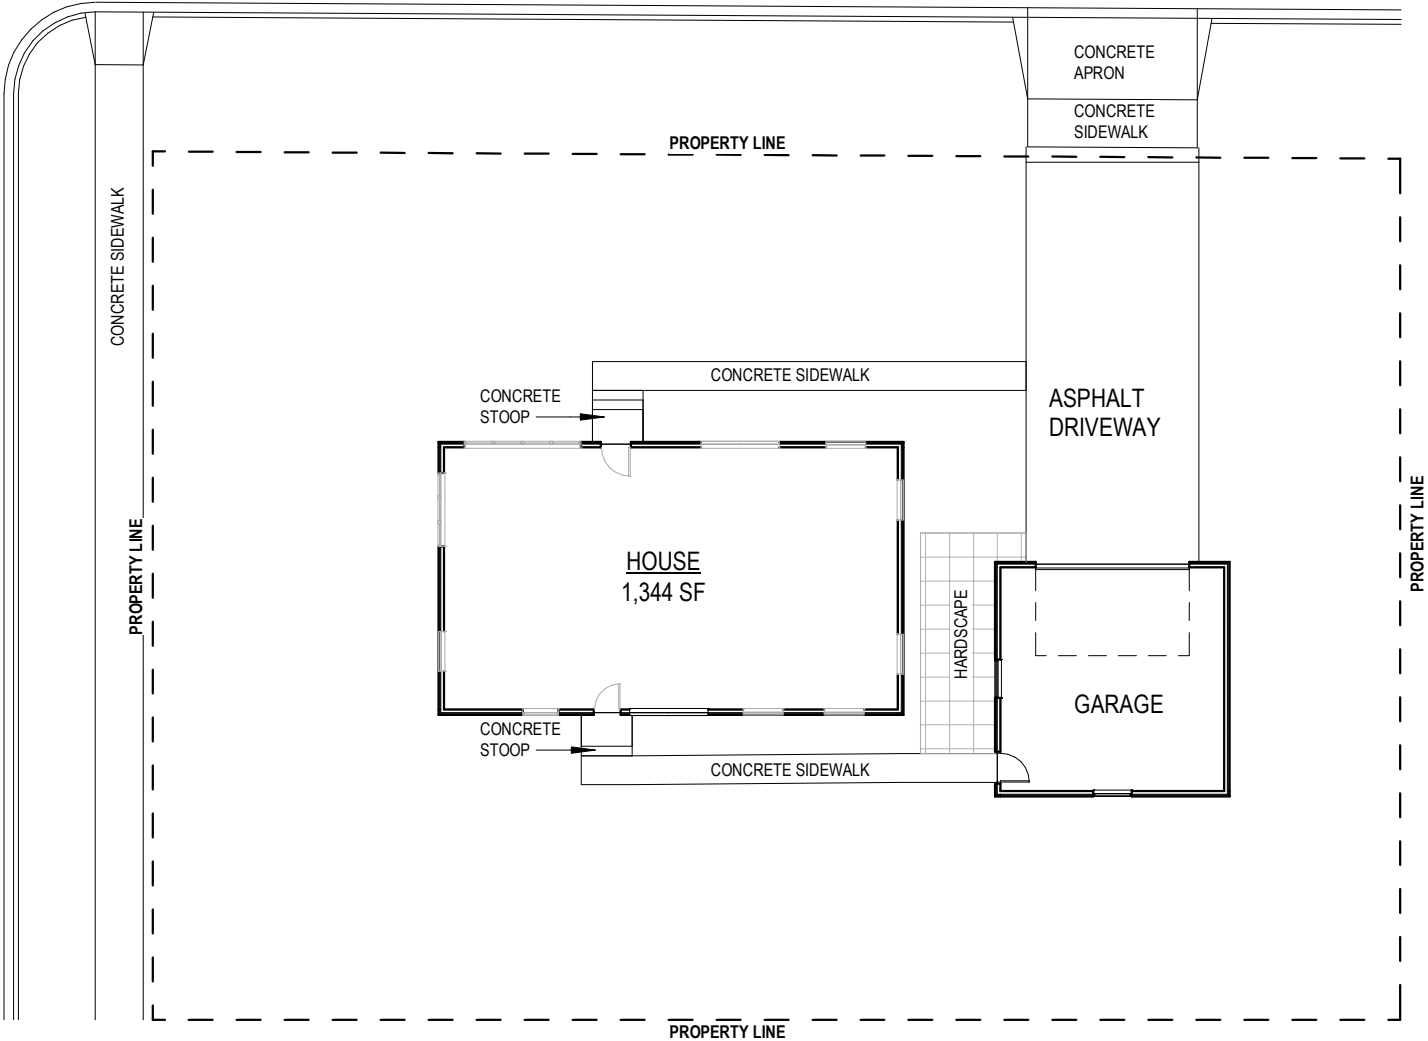 CONCRETE
APRON
CONCRETE
SIDEWALK
PROPERTY LINE
CONCRETE SIDEWALK
CONCRETE SIDEWALK
CONCRETE
STOOP
ASPHALT
DRIVEWAY
PROPERTY LINE
PROPERTY LINE
HOUSE
1,344 SF
HARDSCAPE
GARAGE
CONCRETE
STOOP
CONCRETE SIDEWALK
PROPERTY LINE